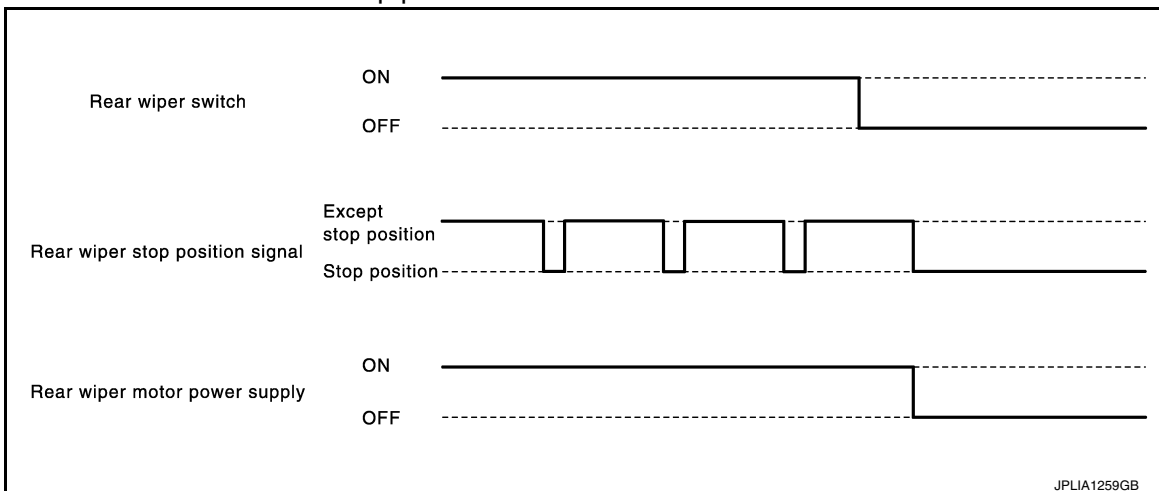 ON
Rear wiper switch
OFF
Except
stop position
Rear wiper stop position signal
Stop position
ON
Rear wiper motor power supply
OFF
JPLIA1259GB